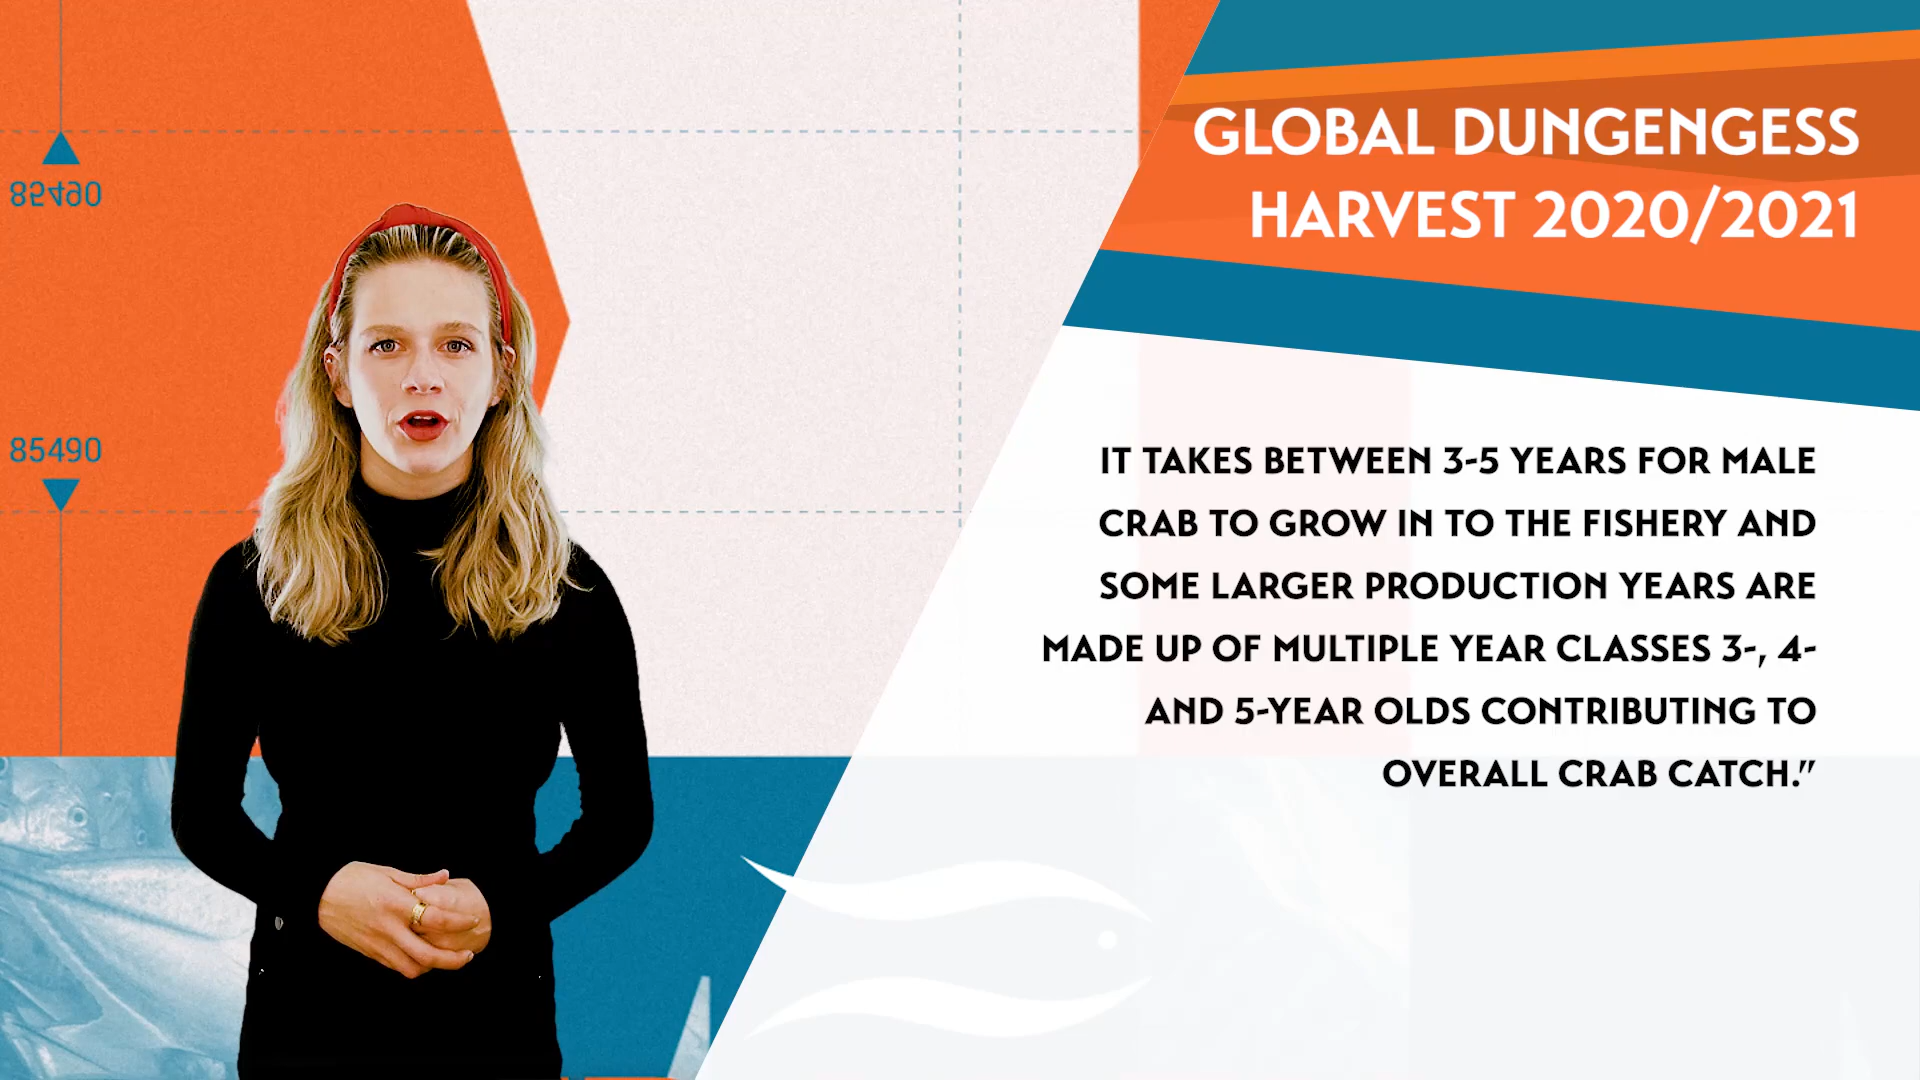 85490
85490
GLOBAL DUNGENGESS
HARVEST 2020/2021
IT TAKES BETWEEN 3-5 YEARS FOR MALE
CRAB TO GROW IN TO THE FISHERY AND
SOME LARGER PRODUCTION YEARS ARE
MADE UP OF MULTIPLE YEAR CLASSES 3-, 4-
AND 5-YEAR OLDS CONTRIBUTING TO
OVERALL CRAB CATCH.”